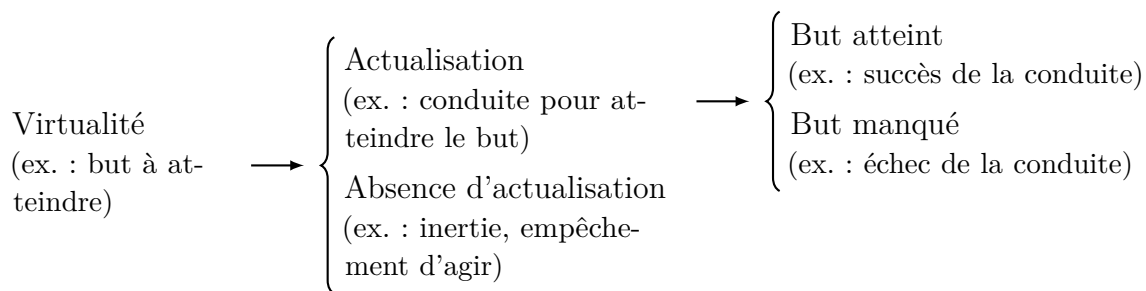 Virtualité
(ex. : but à at-
teindre)
Actualisation
(ex. : conduite pour at-
teindre le but)
Absence d'actualisation
(ex. : inertie, empêche-
ment d'agir)
But atteint
(ex. : succès de la conduite)
But manqué
(ex. : échec de la conduite)